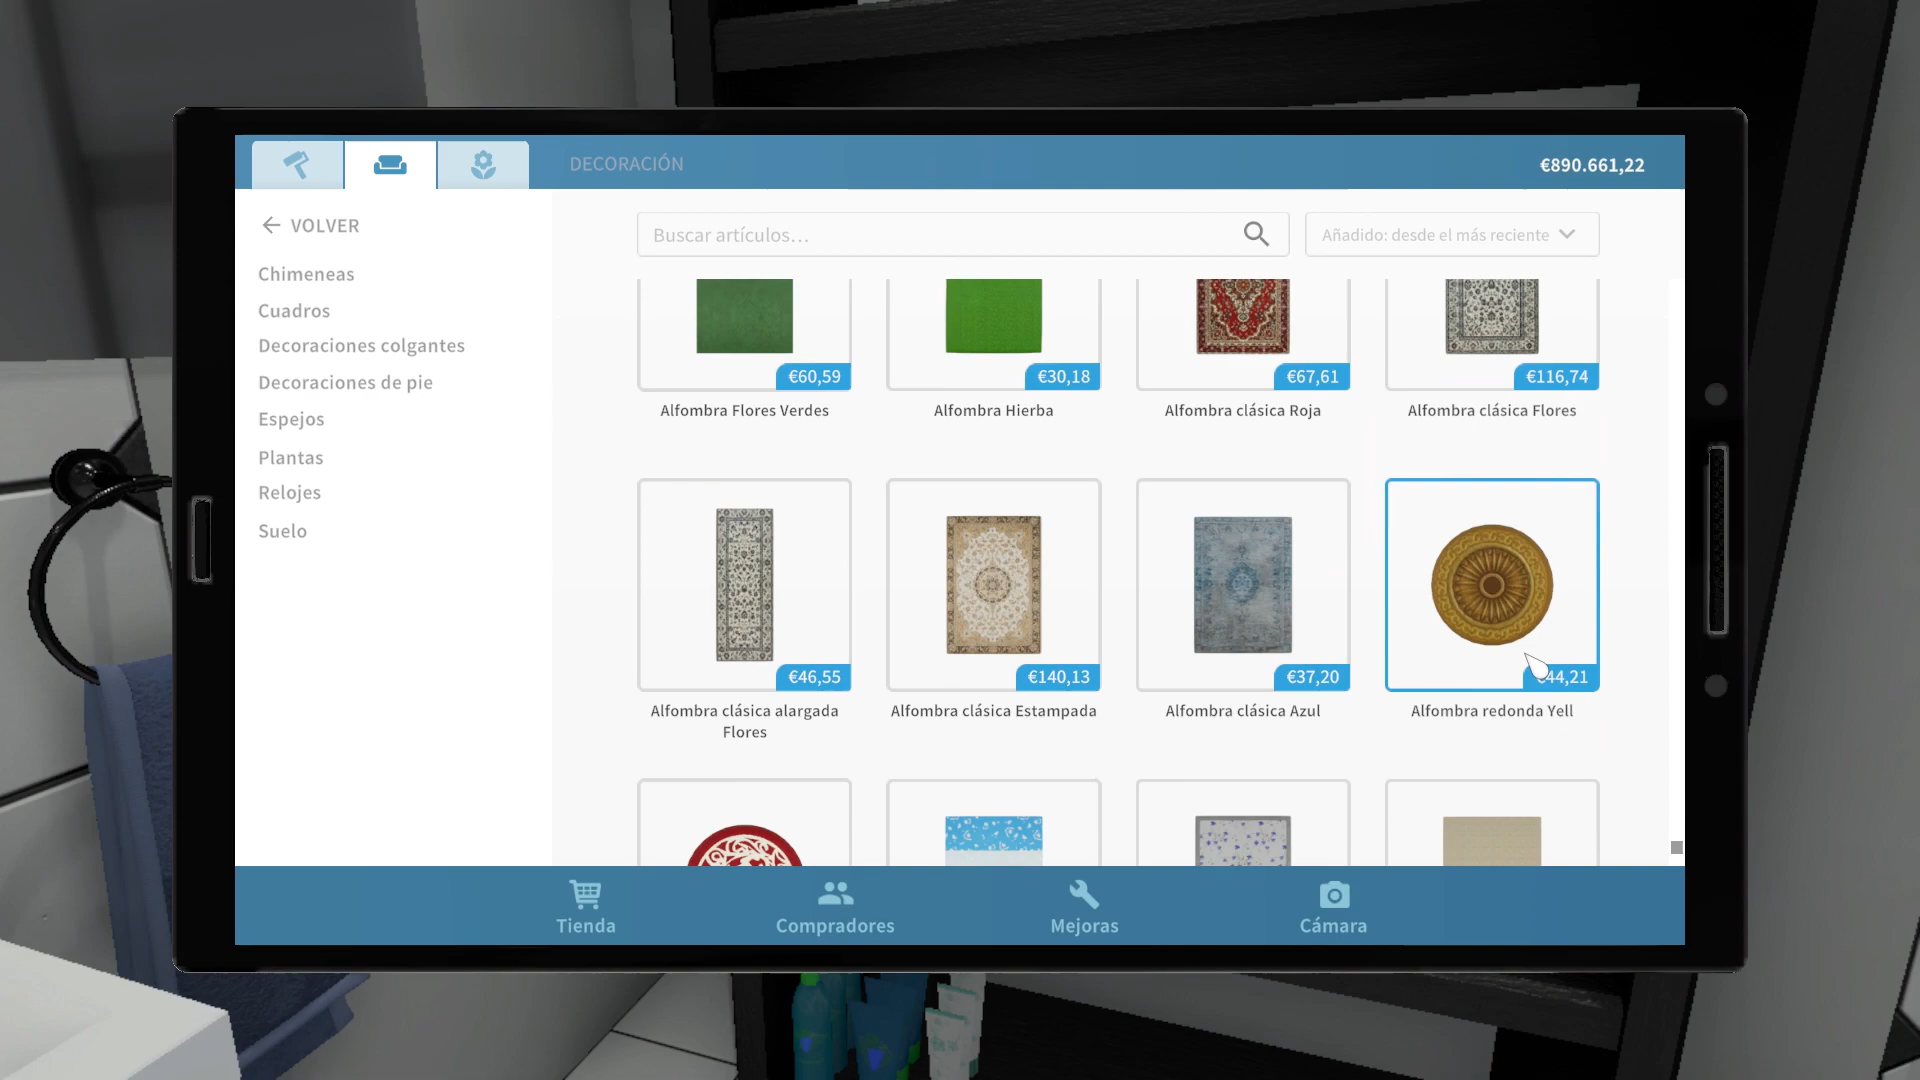 DECORACIÓN
€890.661,22
VOLVER
Chimeneas
Cuadros
Decoraciones colgantes
Decoraciones de pie
Espejos
Plantas
Relojes
Suelo
Buscar artículos...
Añadido: desde el más reciente
€60,59
€30,18
€67,61
€116,74
Alfombra Flores Verdes
Alfombra Hierba
Alfombra clásica Roja
Alfombra clásica Flores
€46,55
€140,13
€37,20
€44,21
Alfombra clásica alargada
Flores
Alfombra clásica Estampada
Alfombra clásica Azul
Alfombra redonda Yell
Tienda
Compradores
Mejoras
Cámara